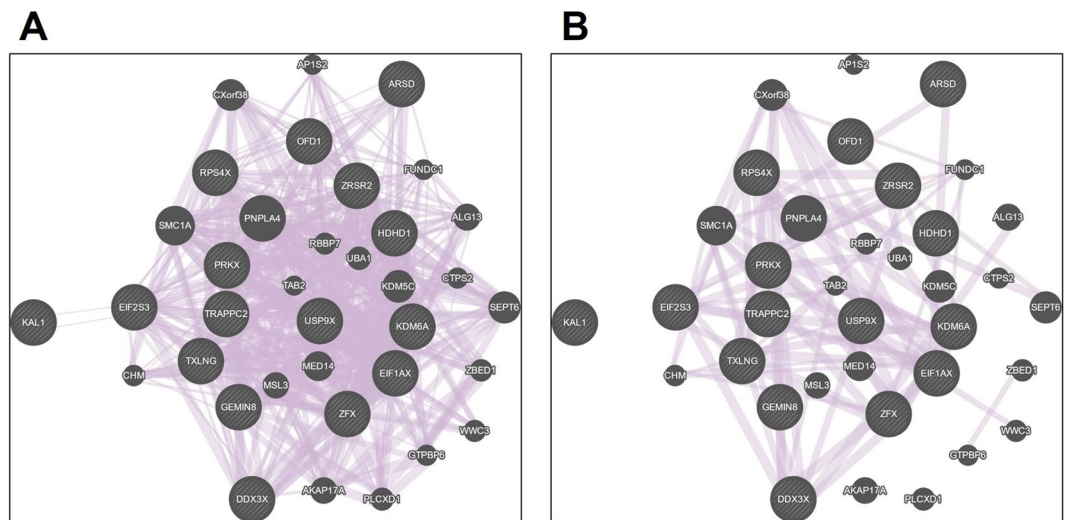 A
B
AP1S2
ARSD
CXorf38
OFD1
FUNDC1
RPS4X
ZRSR2
SMC1A
PNPLA4
ALG13
RBBP7
HDHD1
UBA1
PRKX
TAB2
KDM5C
CTPS2
EIF2S3
SEPT6
KAL1
TRAPPC2
USP9X
KDM6A
TXLNG
MED14
CHM
MSL3
EIF1AX
ZBED1
GEMIN8
ZFX
WWC3
GTPBP6
DDX3X
AKAP17A
PLCXD1
AP1S2
ARSD
CXorf38
OFD1
FUNDC1
RPS4X
ZRSR2
SMC1A
PNPLA4
ALG13
RBBP7
HDHD1
UBA1
PRKX
TAB2
KDM5C
CTPS2
EIF2S3
SEPT6
KAL1
TRAPPC2
USP9X
KDM6A
TXLNG
MED14
CHM
MSL3
EIF1AX
ZBED1
GEMIN8
ZFX
WWC3
GTPBP6
DDX3X
AKAP17A
PLCXD1